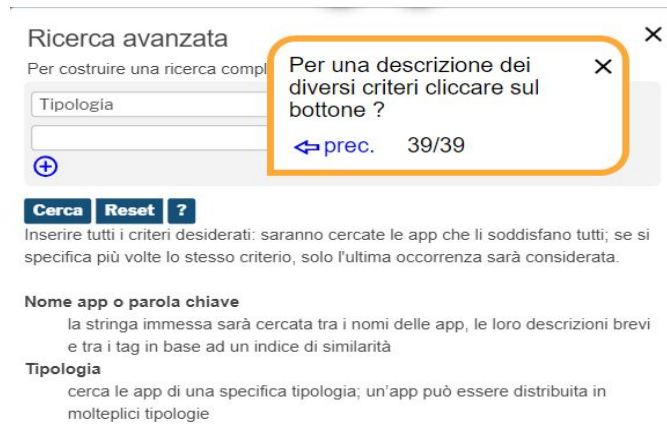 Ricerca avanzata
Per costruire una ricerca compl
Tipologia
Per una descrizione dei
diversi criteri cliccare sul
bottone ?
prec. 39/39
Cerca Reset ?
Inserire tutti i criteri desiderati: saranno cercate le app che li soddisfano tutti; se si
specifica più volte lo stesso criterio, solo l'ultima occorrenza sarà considerata.
Nome app o parola chiave
la stringa immessa sarà cercata tra i nomi delle app, le loro descrizioni brevi
e tra i tag in base ad un indice di similarità
Tipologia
cerca le app di una specifica tipologia; un'app può essere distribuita in
molteplici tipologie